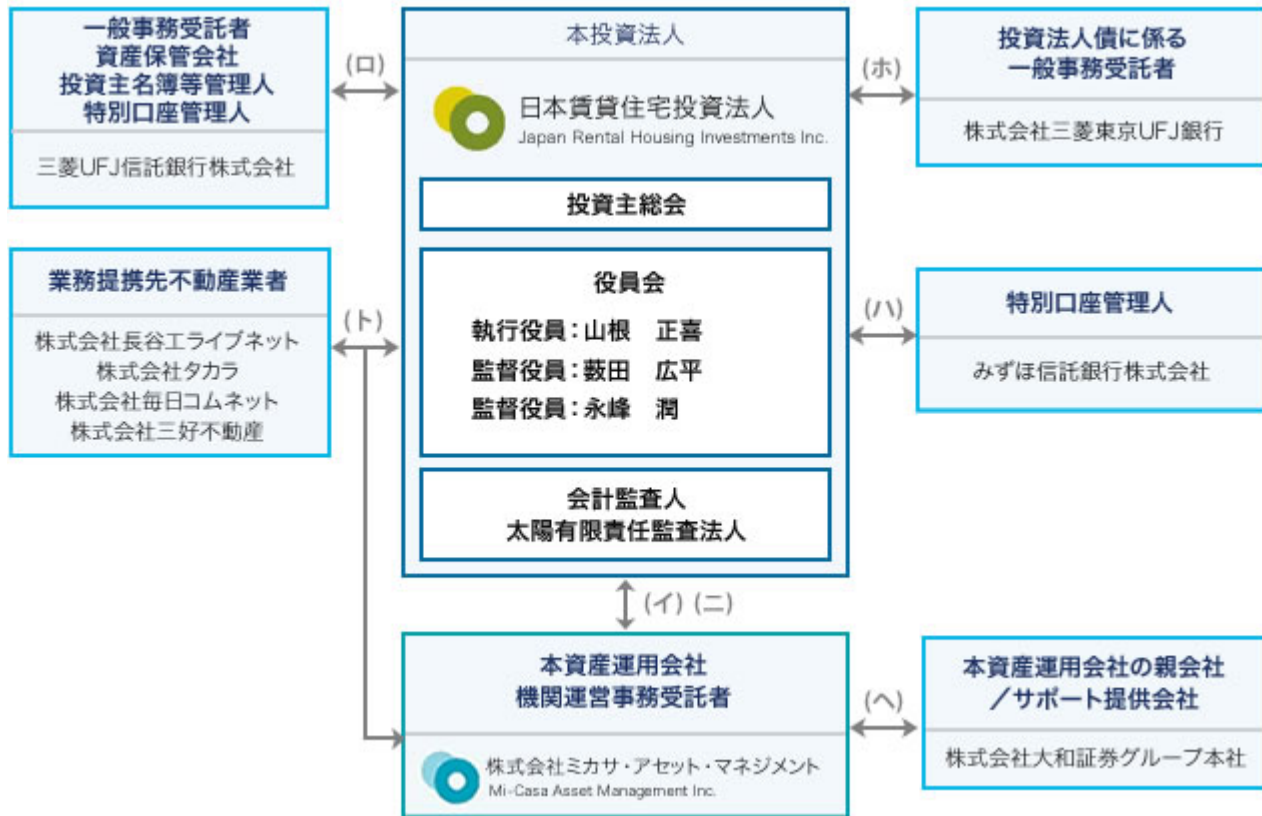 一般事務受託者
資産保管会社
投資主名簿等管理人
特別口座管理人
三菱UFJ信託銀行株式会社
(ロ)
本投資法人
日本賃貸住宅投資法人
Japan Rental Housing Investments Inc.
投資主総会
役員会
執行役員：山根　正喜
監督役員：薮田　広平
監督役員：永峰　潤
会計監査人
太陽有限責任監査法人
(ホ)
投資法人債に係る
一般事務受託者
株式会社三菱東京UFJ銀行
業務提携先不動産業者
株式会社長谷工ライブネット
株式会社タカラ
株式会社毎日コムネット
株式会社三好不動産
(ト)
(ハ)
特別口座管理人
みずほ信託銀行株式会社
(イ) (ニ)
本資産運用会社
機関運営事務受託者
株式会社ミカサ・アセット・マネジメント
Mi-Casa Asset Management Inc.
(ヘ)
本資産運用会社の親会社
／サポート提供会社
株式会社大和証券グループ本社